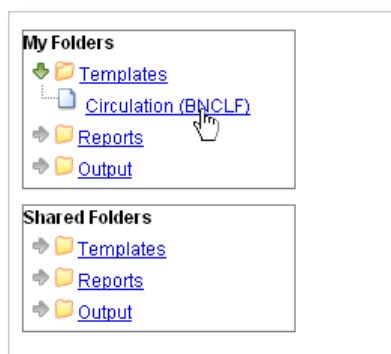 My Folders
Templates
Circulation (BNCLF)
Reports
Output
Shared Folders
Templates
Reports
Output